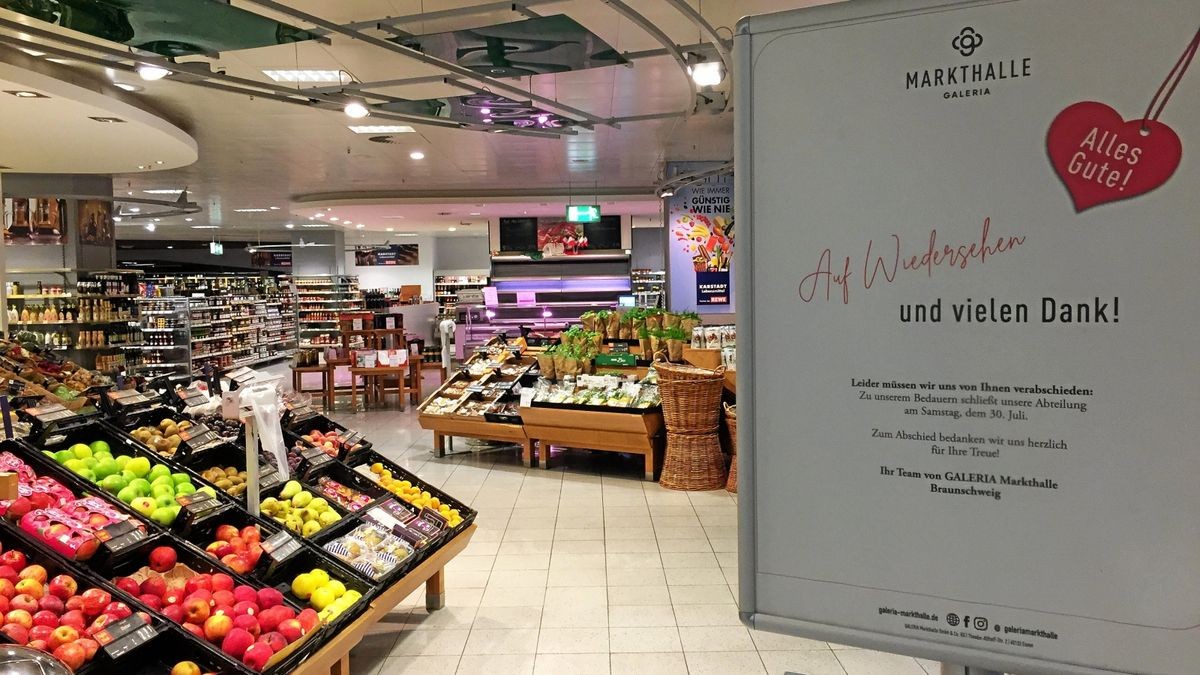 MARKTHALLE
GALERIA
Alles
Gute!
Auf Wiedersehen
und vielen Dank!
Leider müssen wir uns von Ihnen verabschieden:
Zu unserem Bedauern schließt unsere Abteilung
am Samstag, dem 30. Juli.
Zum Abschied bedanken wir uns herzlich
für Ihre Treue!
Ihr Team von GALERIA Markthalle
Braunschweig
galeria-markthalle.de
@ galeriamarkthalle
WIE IMMER
GÜNSTIG
WIE NIE
KARSTADT
Lebensmittel
REWE